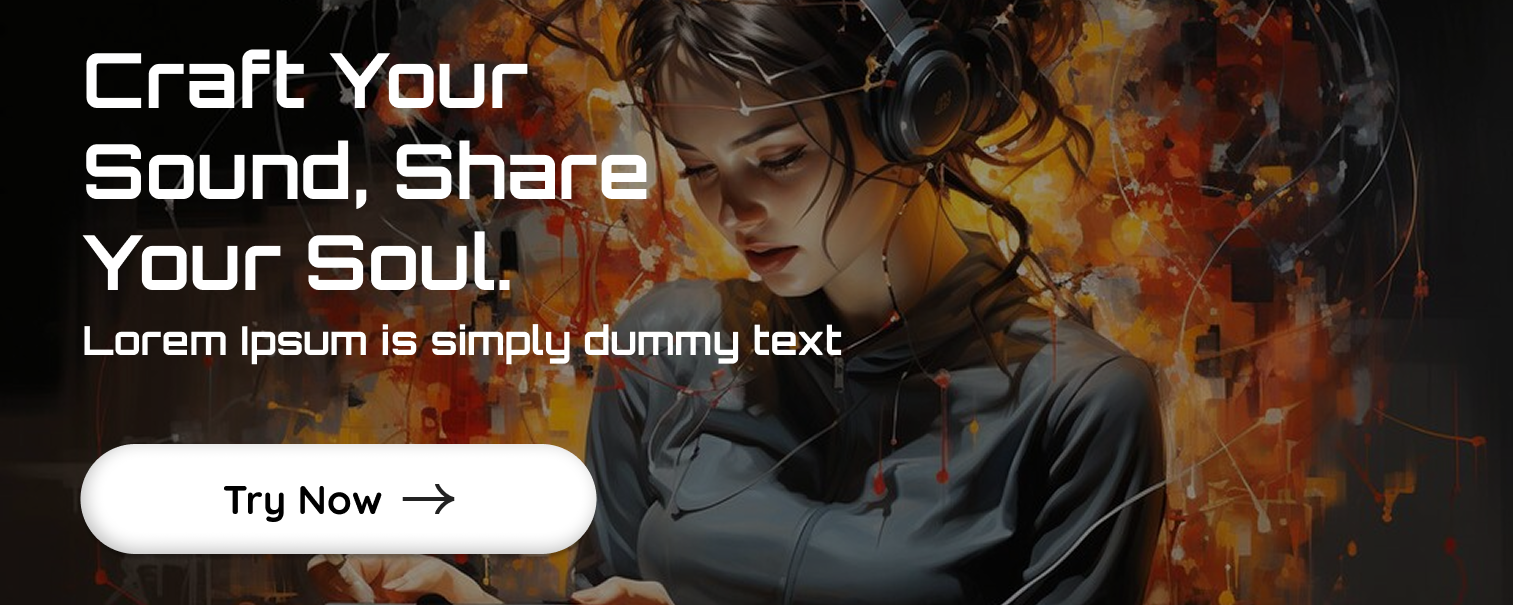 Craft Your
Sound, Share
Your Soul.
Lorem Ipsum is simply dummy text
Try Now →